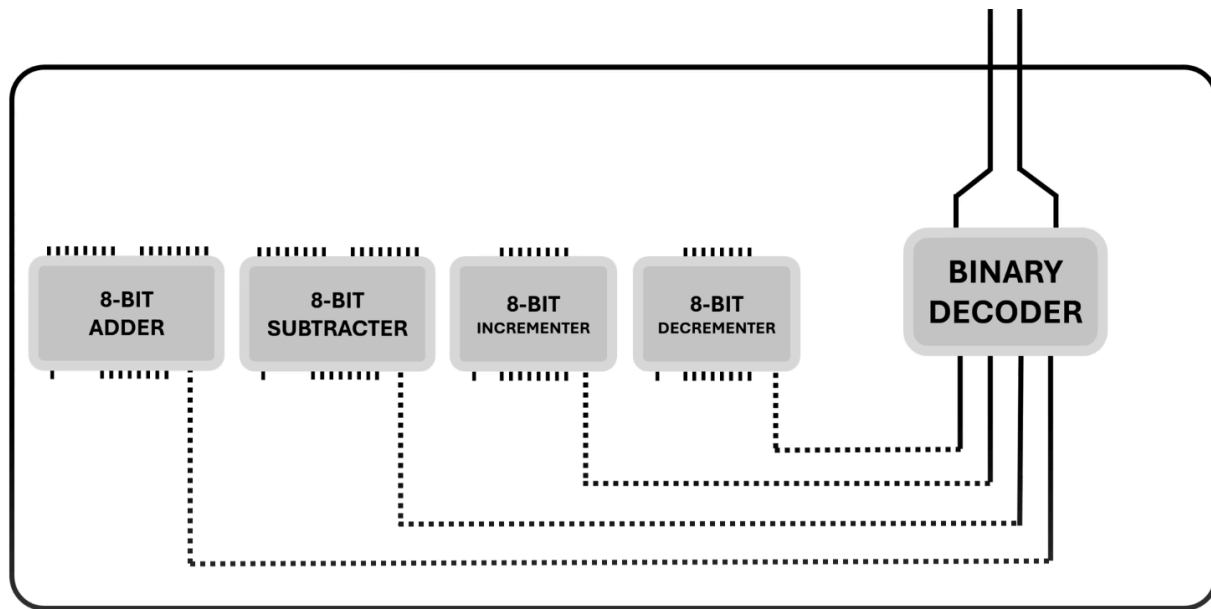 8-BIT
ADDER
8-BIT
SUBTRACTER
8-BIT
INCREMENTER
8-BIT
DECREMENTER
BINARY
DECODER